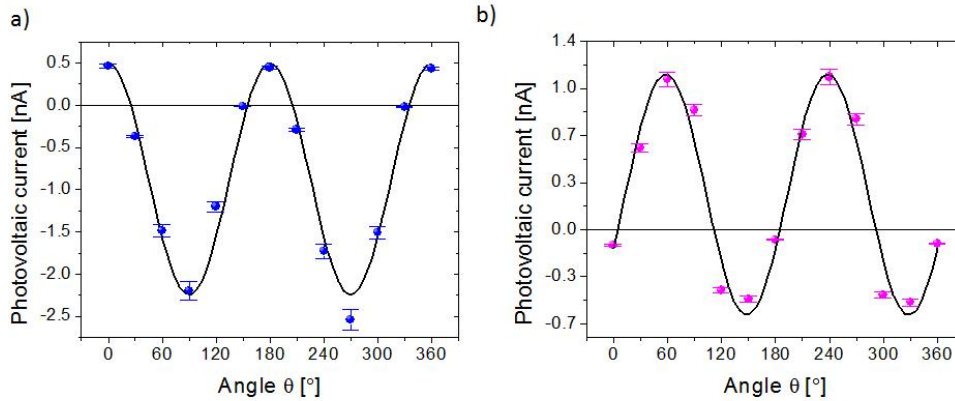 a)
Photovoltaic current [nA]
0.5
0.0
-0.5
-1.0
-1.5
-2.0
-2.5
0 60 120 180 240 300 360
Angle θ [°]
b)
Photovoltaic current [nA]
1.4
1.0
0.7
0.3
0.0
-0.3
-0.7
0 60 120 180 240 300 360
Angle θ [°]